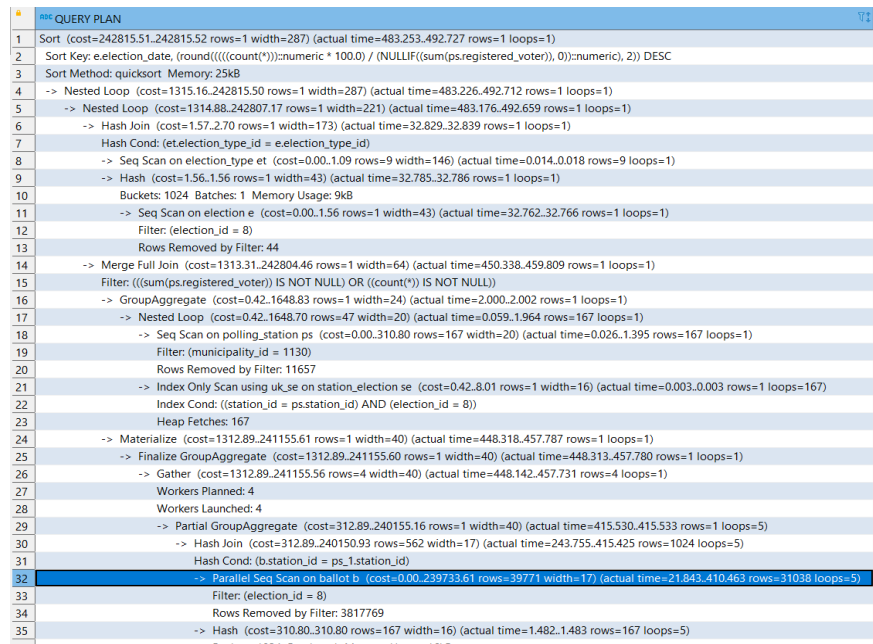 ABC QUERY PLAN
1 Sort (cost=242815.51..242815.52 rows=1 width=287) (actual time=483.253..492.727 rows=1 loops=1)
2 Sort Key: e.election_date, (round(((((count(*)))::numeric * 100.0) / (NULLIF((sum(ps.registered_voter)), 0))::numeric), 2)) DESC
3 Sort Method: quicksort Memory: 25kB
4 -> Nested Loop (cost=1315.16..242815.50 rows=1 width=287) (actual time=483.226..492.712 rows=1 loops=1)
5 -> Nested Loop (cost=1314.88..242807.17 rows=1 width=221) (actual time=483.176..492.659 rows=1 loops=1)
6 -> Hash Join (cost=1.57..2.70 rows=1 width=173) (actual time=32.829..32.839 rows=1 loops=1)
7 Hash Cond: (et.election_type_id = e.election_type_id)
8 -> Seq Scan on election_type et (cost=0.00..1.09 rows=9 width=146) (actual time=0.014..0.018 rows=9 loops=1)
9 -> Hash (cost=1.56..1.56 rows=1 width=43) (actual time=32.785..32.786 rows=1 loops=1)
10 Buckets: 1024 Batches: 1 Memory Usage: 9kB
11 -> Seq Scan on election e (cost=0.00..1.56 rows=1 width=43) (actual time=32.762..32.766 rows=1 loops=1)
12 Filter: (election_id = 8)
13 Rows Removed by Filter: 44
14 -> Merge Full Join (cost=1313.31..242804.46 rows=1 width=64) (actual time=450.338..459.809 rows=1 loops=1)
15 Filter: (((sum(ps.registered_voter)) IS NOT NULL) OR ((count(*)) IS NOT NULL))
16 -> GroupAggregate (cost=0.42..1648.83 rows=1 width=24) (actual time=2.000..2.002 rows=1 loops=1)
17 -> Nested Loop (cost=0.42..1648.70 rows=47 width=20) (actual time=0.059..1.964 rows=167 loops=1)
18 -> Seq Scan on polling_station ps (cost=0.00..310.80 rows=167 width=20) (actual time=0.026..1.395 rows=167 loops=1)
19 Filter: (municipality_id = 1130)
20 Rows Removed by Filter: 11657
21 -> Index Only Scan using uk_se on station_election se (cost=0.42..8.01 rows=1 width=16) (actual time=0.003..0.003 rows=1 loops=167)
22 Index Cond: ((station_id = ps.station_id) AND (election_id = 8))
23 Heap Fetches: 167
24 -> Materialize (cost=1312.89..241155.61 rows=1 width=40) (actual time=448.318..457.787 rows=1 loops=1)
25 -> Finalize GroupAggregate (cost=1312.89..241155.60 rows=1 width=40) (actual time=448.313..457.780 rows=1 loops=1)
26 -> Gather (cost=1312.89..241155.56 rows=4 width=40) (actual time=448.142..457.731 rows=4 loops=1)
27 Workers Planned: 4
28 Workers Launched: 4
29 -> Partial GroupAggregate (cost=312.89..240155.16 rows=1 width=40) (actual time=415.530..415.533 rows=1 loops=5)
30 -> Hash Join (cost=312.89..240150.93 rows=562 width=17) (actual time=243.755..415.425 rows=1024 loops=5)
31 Hash Cond: (b.station_id = ps_1.station_id)
32 -> Parallel Seq Scan on ballot b (cost=0.00..239733.61 rows=39771 width=17) (actual time=21.843..410.463 rows=31038 loops=5)
33 Filter: (election_id = 8)
34 Rows Removed by Filter: 3817769
35 -> Hash (cost=310.80..310.80 rows=167 width=16) (actual time=1.482..1.483 rows=167 loops=5)